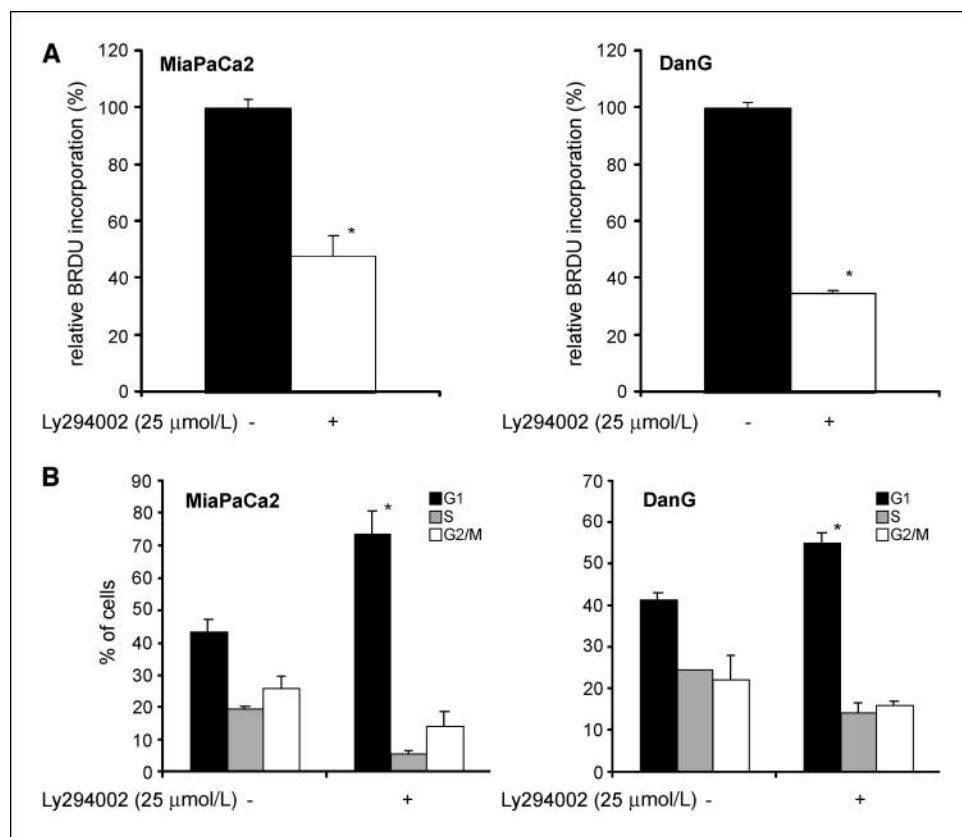 A
MiaPaCa2
relative BRDU incorporation (%)
120
100
80
60
40
20
0
Ly294002 (25 μmol/L) - +
DanG
relative BRDU incorporation (%)
120
100
80
60
40
20
0
Ly294002 (25 μmol/L) - +
*
*
B
MiaPaCa2
% of cells
90
80
70
60
50
40
30
20
10
0
G1
S
G2/M
*
Ly294002 (25 μmol/L) - +
DanG
70
60
50
40
30
20
10
0
G1
S
G2/M
*
Ly294002 (25 μmol/L) - +